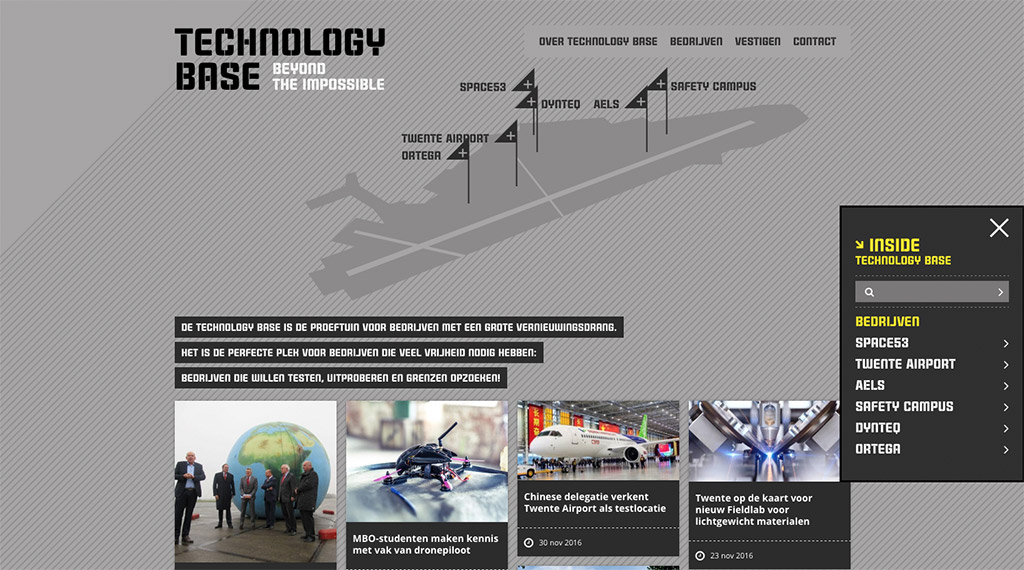 TECHNOLOGY
BASE
BEYOND
THE IMPOSSIBLE
OVER TECHNOLOGY BASE BEDRIJVEN VESTIGEN CONTACT
SPACE53
DYNTEQ
AELS
SAFETY CAMPUS
TWENTE AIRPORT
ORTEGA
DE TECHNOLOGY BASE IS DE PROEFTUIN VOOR BEDRIJVEN MET EEN GROTE VERNIEUWINGSDRANG.
HET IS DE PERFECTE PLEK VOOR BEDRIJVEN DIE VEEL VRIJHEID NODIG HEBBEN:
BEDRIJVEN DIE WILLEN TESTEN, UITPROBEREN EN GRENZEN OPZOEKEN!
MBO-studenten maken kennis
met vak van dronepiloot
Chinese delegatie verkent
Twente Airport als testlocatie
30 nov 2016
Twente op de kaart voor
nieuw Fieldlab voor
lichtgewicht materialen
23 nov 2016
INSIDE
TECHNOLOGY BASE
BEDRIJVEN
SPACE53
TWENTE AIRPORT
AELS
SAFETY CAMPUS
DYNTEQ
ORTEGA